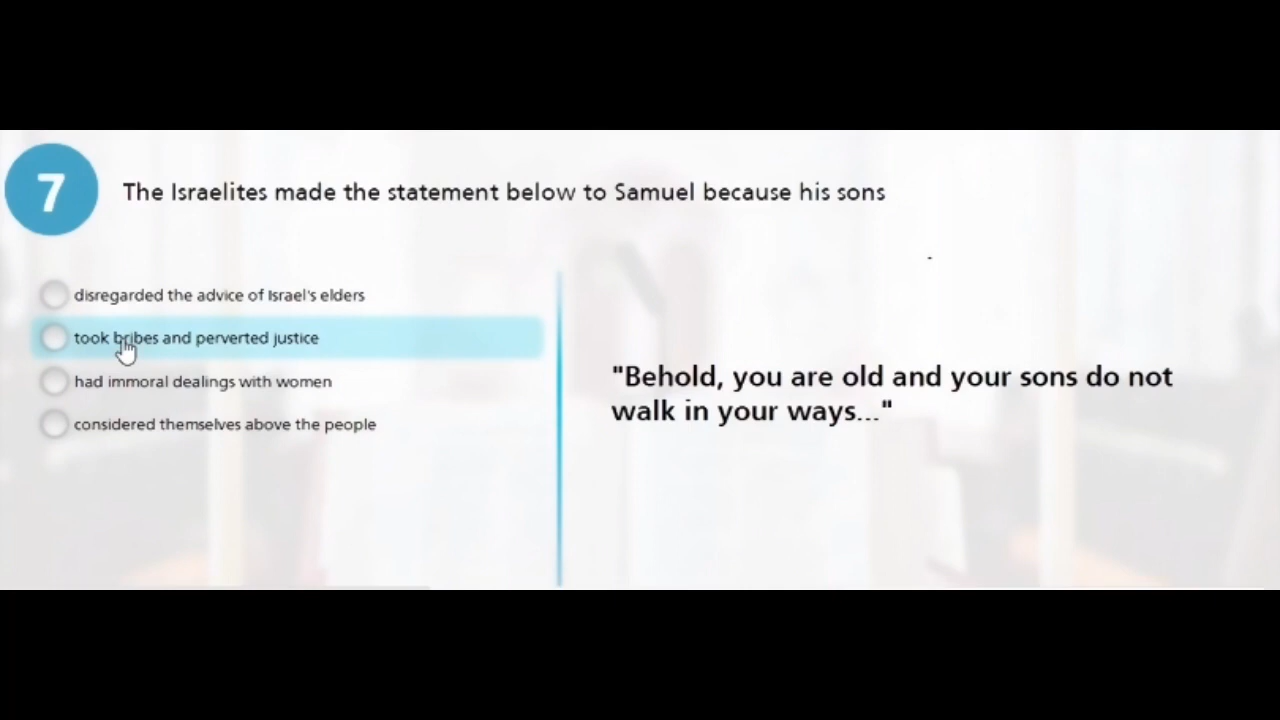 7
The Israelites made the statement below to Samuel because his sons
disregarded the advice of Israel's elders
took bribes and perverted justice
had immoral dealings with women
considered themselves above the people
"Behold, you are old and your sons do not
walk in your ways..."